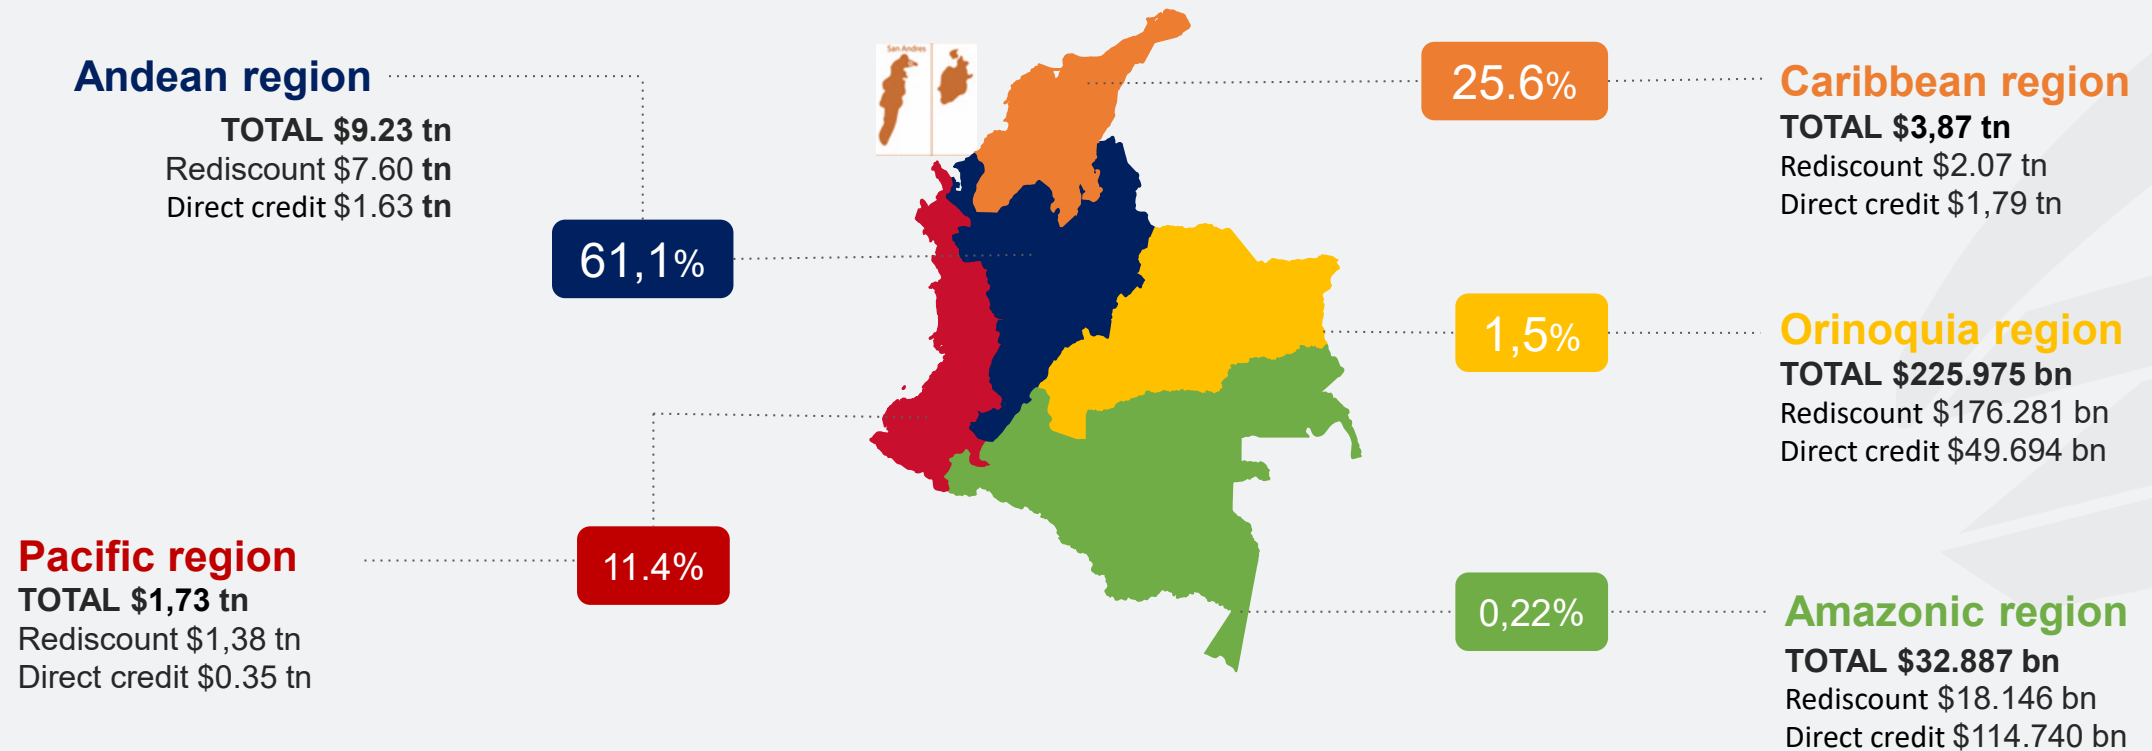 Andean region
TOTAL $9.23 tn
Rediscount $7.60 tn
Direct credit $1.63 tn
61,1%
San Andres
25.6%
Caribbean region
TOTAL $3,87 tn
Rediscount $2.07 tn
Direct credit $1,79 tn
1,5%
Orinoquia region
TOTAL $225.975 bn
Rediscount $176.281 bn
Direct credit $49.694 bn
Pacific region
TOTAL $1,73 tn
Rediscount $1,38 tn
Direct credit $0.35 tn
11.4%
0,22%
Amazonic region
TOTAL $32.887 bn
Rediscount $18.146 bn
Direct credit $114.740 bn